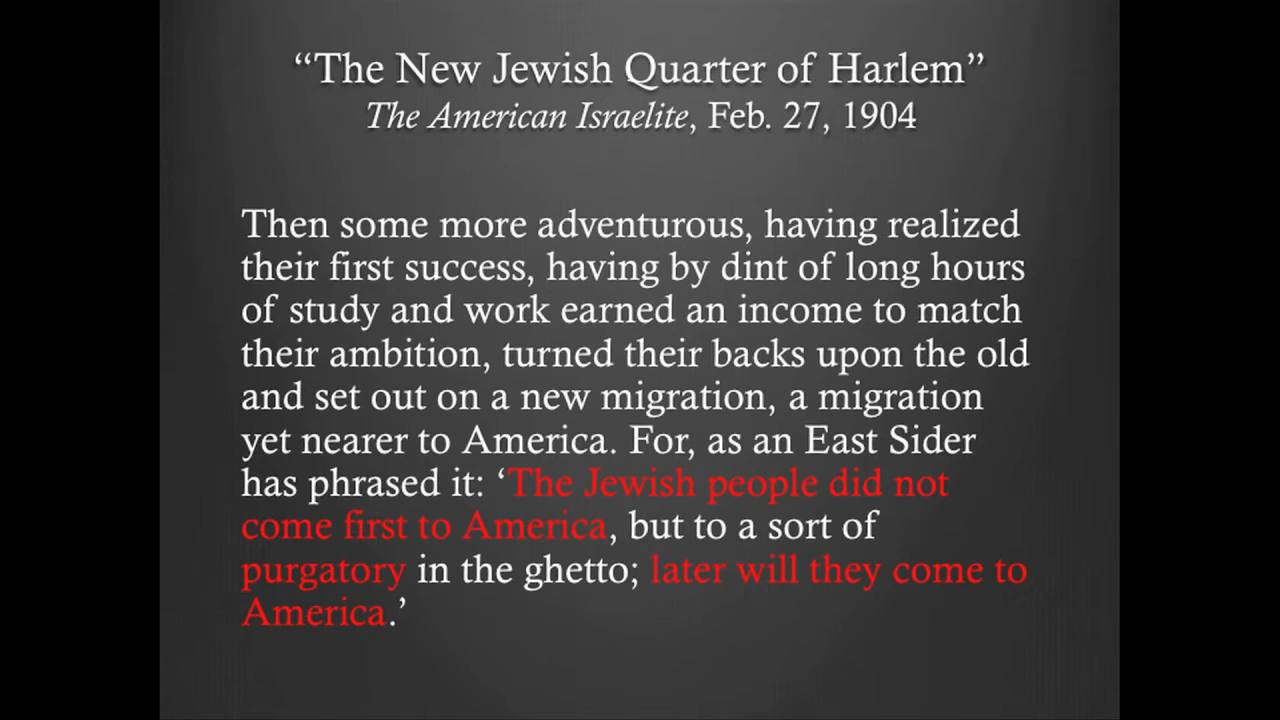 “The New Jewish Quarter of Harlem”
The American Israelite, Feb. 27, 1904
Then some more adventurous, having realized
their first success, having by dint of long hours
of study and work earned an income to match
their ambition, turned their backs upon the old
and set out on a new migration, a migration
yet nearer to America. For, as an East Sider
has phrased it: ‘The Jewish people did not
come first to America, but to a sort of
purgatory in the ghetto; later will they come to
America.’